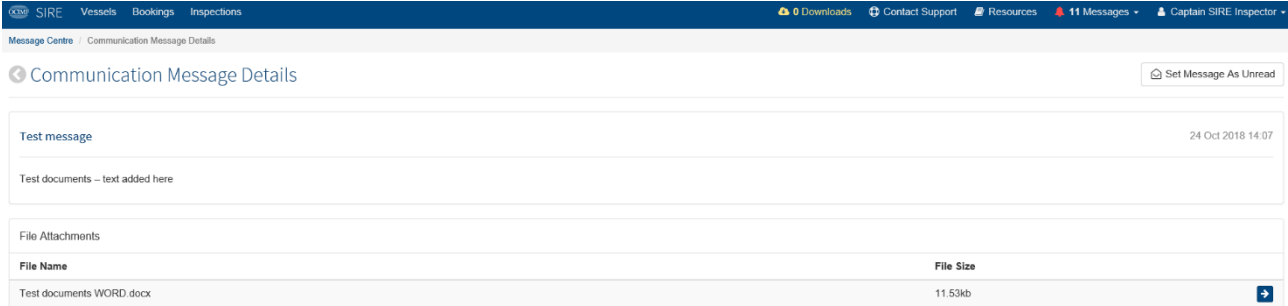 OCIMF SIRE Vessels Bookings Inspections 0 Downloads Contact Support Resources 11 Messages Captain SIRE Inspector
Message Centre / Communication Message Details
Communication Message Details Set Message As Unread
Test message 24 Oct 2018 14:07
Test documents – text added here
File Attachments
File Name File Size
Test documents WORD.docx 11.53kb